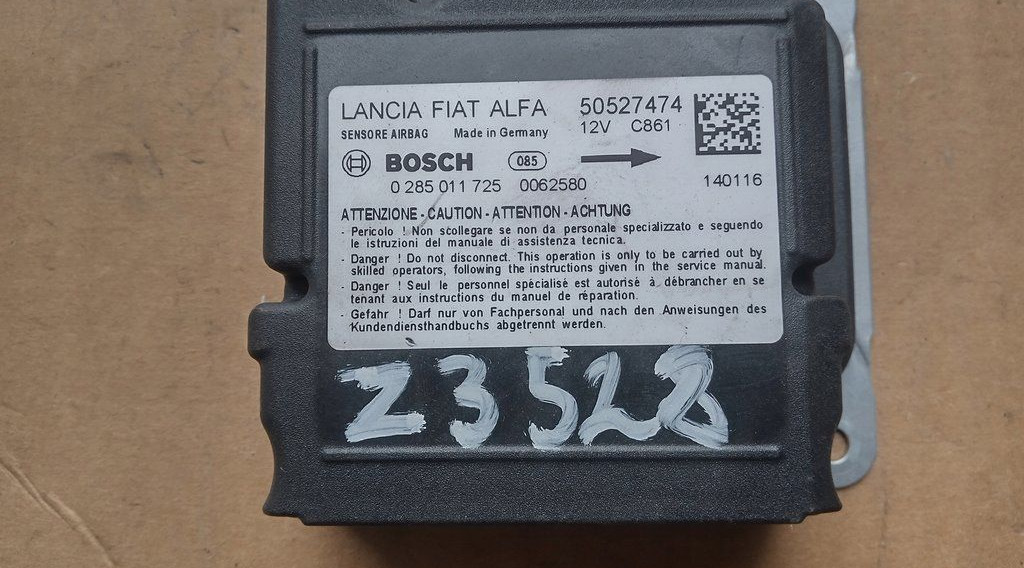 LANCIA FIAT ALFA 50527474
SENSORE AIRBAG Made in Germany 12V C861
BOSCH 085
0 285 011 725 0062580 140116
ATTENZIONE - CAUTION - ATTENTION - ACHTUNG
- Pericolo ! Non scollegare se non da personale specializzato e seguendo
le istruzioni del manuale di assistenza tecnica.
- Danger ! Do not disconnect. This operation is only to be carried out by
skilled operators, following the instructions given in the service manual.
- Danger ! Seul le personnel spécialisé est autorisé à débrancher en se
tenant aux instructions du manuel de réparation.
- Gefahr ! Darf nur von Fachpersonal und nach den Anweisungen des
Kundendiensthandbuchs abgetrennt werden.
Z3528